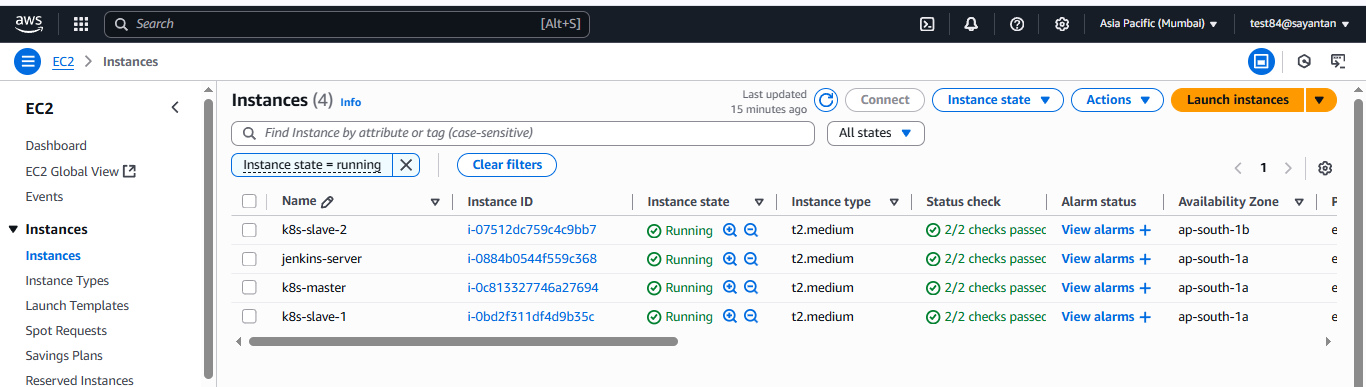 aws Search [Alt+S] Asia Pacific (Mumbai) test84@sayantan
EC2 Instances
EC2
Dashboard
EC2 Global View
Events
Instances
Instances
Instance Types
Launch Templates
Spot Requests
Savings Plans
Reserved Instances
Instances (4) Info
Last updated
15 minutes ago
Connect Instance state Actions Launch instances
Find Instance by attribute or tag (case-sensitive) All states
Instance state = running Clear filters
1
Name Instance ID Instance state Instance type Status check Alarm status Availability Zone P
k8s-slave-2 i-07512dc759c4c9bb7 Running t2.medium 2/2 checks passed View alarms + ap-south-1b e
jenkins-server i-0884b0544f559c368 Running t2.medium 2/2 checks passed View alarms + ap-south-1a e
k8s-master i-0c813327746a27694 Running t2.medium 2/2 checks passed View alarms + ap-south-1a e
k8s-slave-1 i-0bd2f311df4d9b35c Running t2.medium 2/2 checks passed View alarms + ap-south-1a e